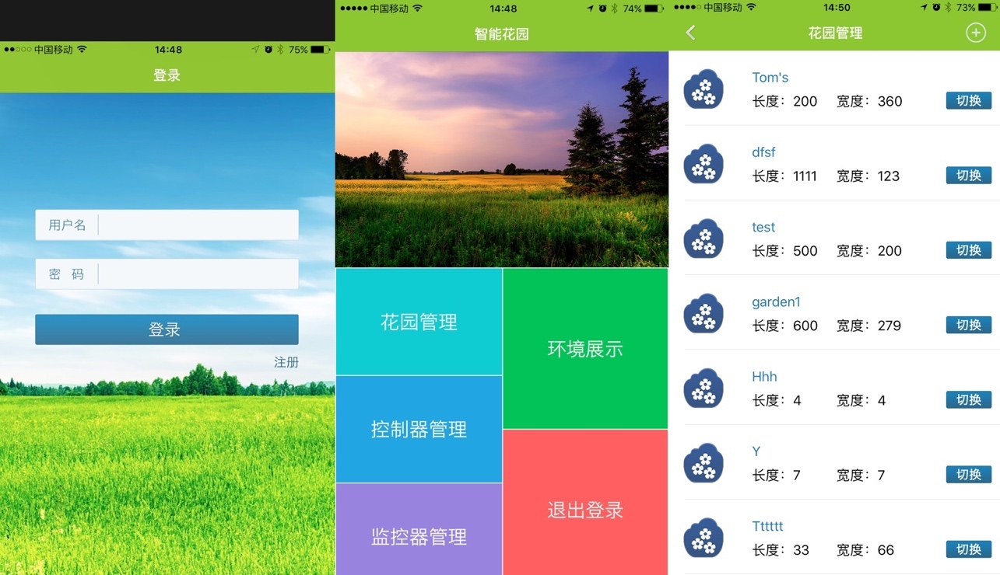 中国移动 14:48 75%
登录
用户名
密 码
登录
注册
中国移动 14:48 74%
智能花园
花园管理
环境展示
控制器管理
退出登录
监控器管理
中国移动 14:50 73%
花园管理
Tom's
长度：200 宽度：360 切换
dfsf
长度：1111 宽度：123 切换
test
长度：500 宽度：200 切换
garden1
长度：600 宽度：279 切换
Hhh
长度：4 宽度：4 切换
Y
长度：7 宽度：7 切换
Tttttt
长度：33 宽度：66 切换